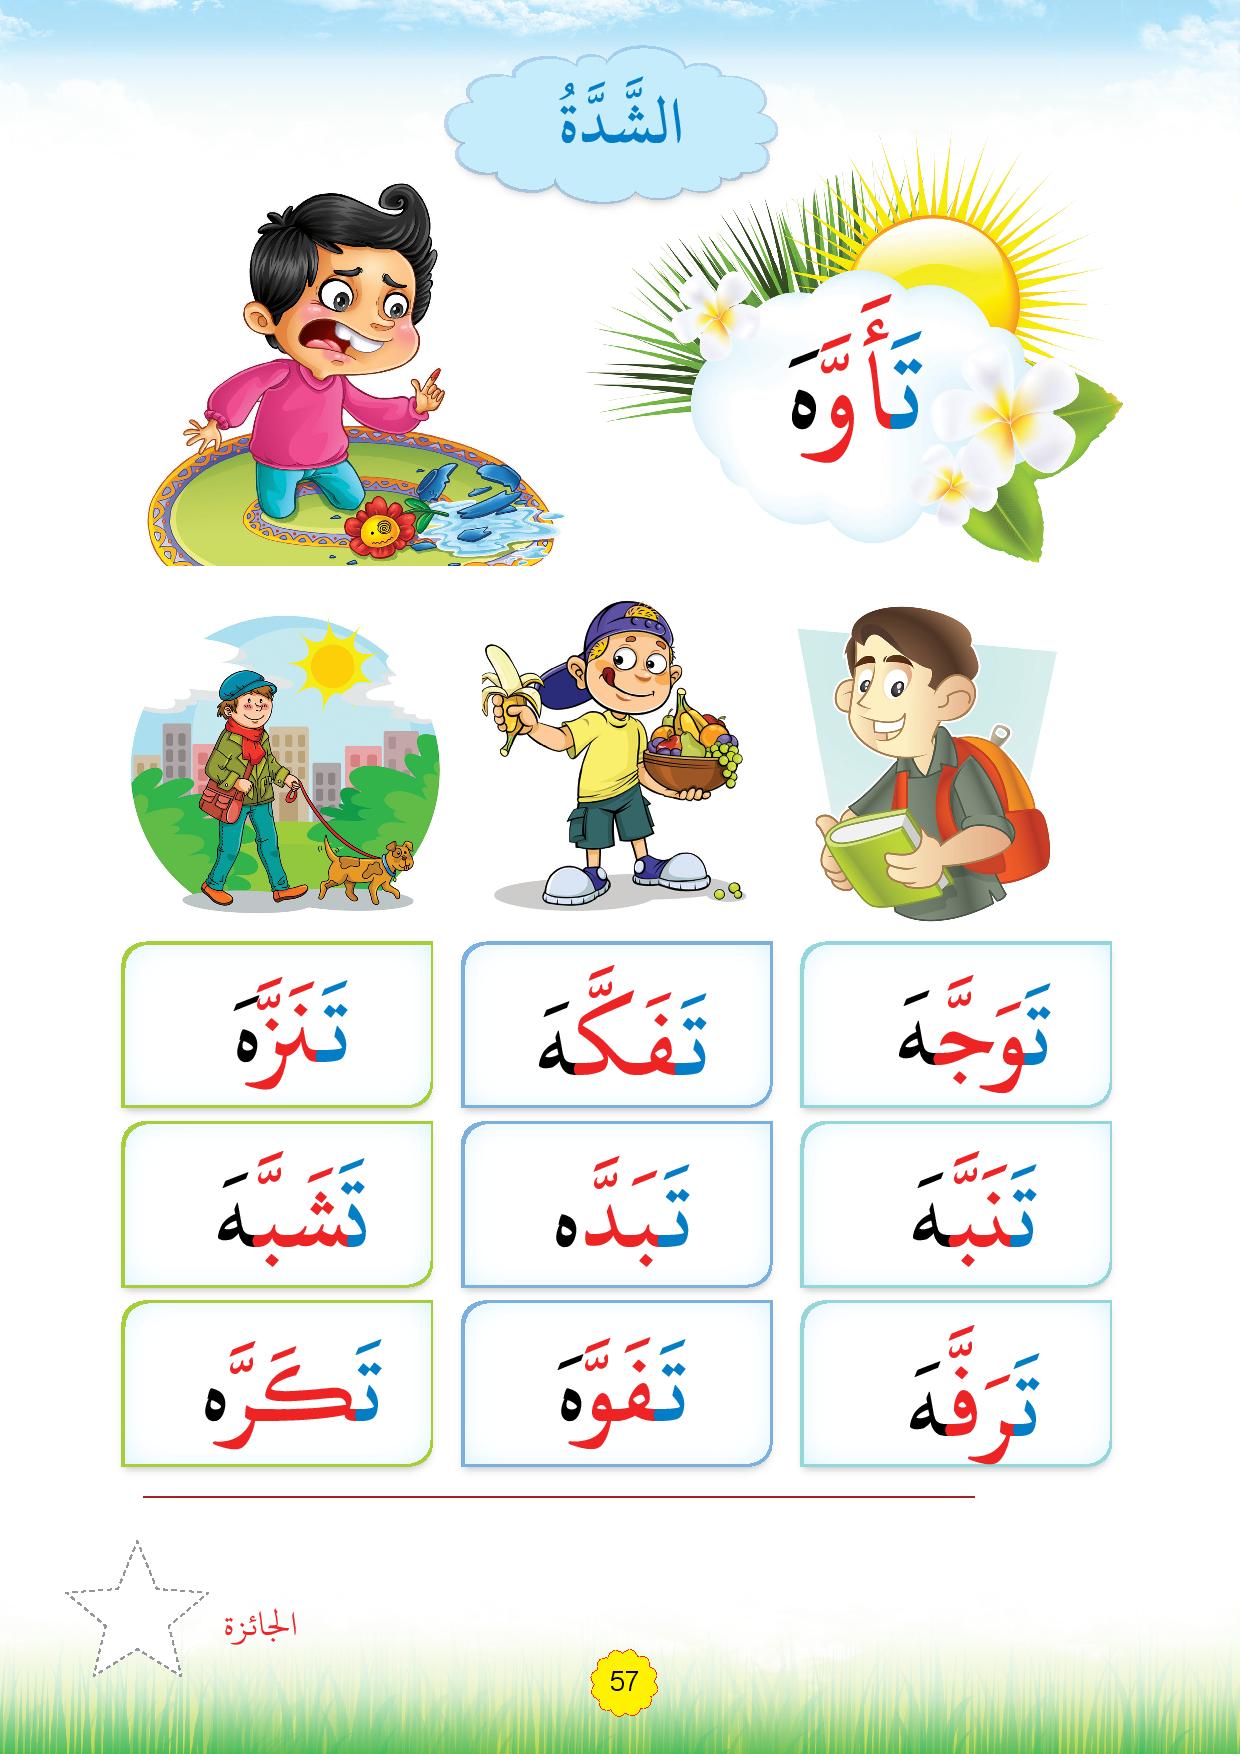 الشَّدَّةُ
تَأَوَّهَ
تَوَجَّهَ تَفَكَّهَ تَنَزَّهَ
تَنَبَّهَ تَبَدَّه تَشَبَّهَ
تَرَفَّهَ تَفَوَّهَ تَكَرَّه
الجائزة
57